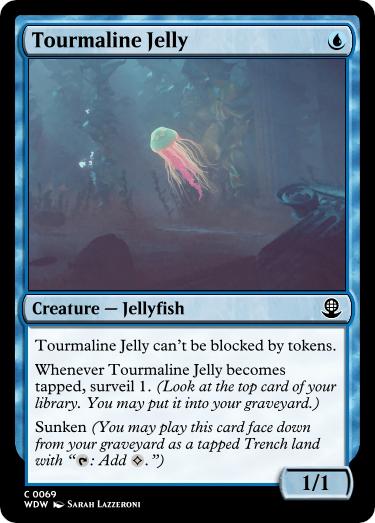 Tourmaline Jelly
Creature — Jellyfish
Tourmaline Jelly can't be blocked by tokens.
Whenever Tourmaline Jelly becomes
tapped, surveil 1. (Look at the top card of your
library. You may put it into your graveyard.)
Sunken (You may play this card face down
from your graveyard as a tapped Trench land
with “: Add .”)
1/1
C 0069
WDW Sarah Lazzeroni